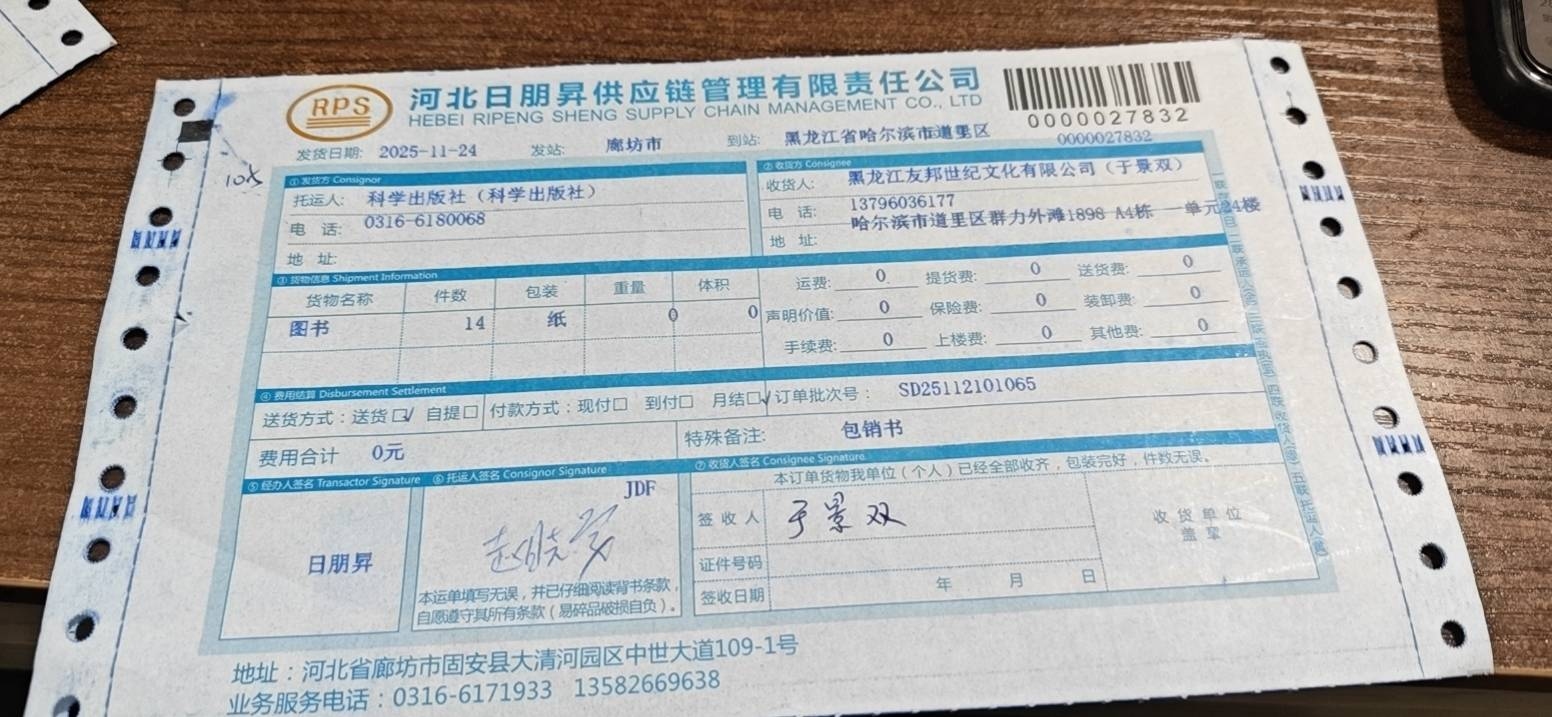 RPS
河北日朋昇供应链管理有限责任公司
HEBEI RIPENG SHENG SUPPLY CHAIN MANAGEMENT CO., LTD
0000027832
发货日期: 2025-11-24 发站: 廊坊市 到站: 黑龙江省哈尔滨市道里区 0000027832
105
① 发货方 Consignor
托运人: 科学出版社（科学出版社）
电 话: 0316-6180068
地 址:
② 收货方 Consignee
收货人: 黑龙江友邦世纪文化有限公司（于景双）
电 话: 13796036177
地 址: 哈尔滨市道里区群力外滩1898 A4栋 一单元24楼
③ 货物信息 Shipment Information
货物名称 件数 包装 重量 体积
图书 14 纸 0 0
运费: 0 提货费: 0 送货费: 0
声明价值: 0 保险费: 0 装卸费: 0
手续费: 0 上楼费: 0 其他费: 0
④ 费用结算 Disbursement Settlement
送货方式：送货☑ 自提☐ 付款方式：现付☐ 到付☐ 月结☑ 订单批次号： SD25112101065
费用合计 0元 特殊备注: 包销书
⑤ 经办人签名 Transactor Signature
日朋昇
⑥ 托运人签名 Consignor Signature
JDF
本运单填写无误，并已仔细阅读背书条款，
自愿遵守其所有条款（易碎品破损自负）。
⑦ 收货人签名 Consignee Signature
本订单货物我单位（个人）已经全部收齐，包装完好，件数无误。
签 收 人 于景双
证件号码
签收日期 年 月 日
收 货 单 位
盖 章
地址：河北省廊坊市固安县大清河园区中世大道109-1号
业务服务电话：0316-6171933 13582669638